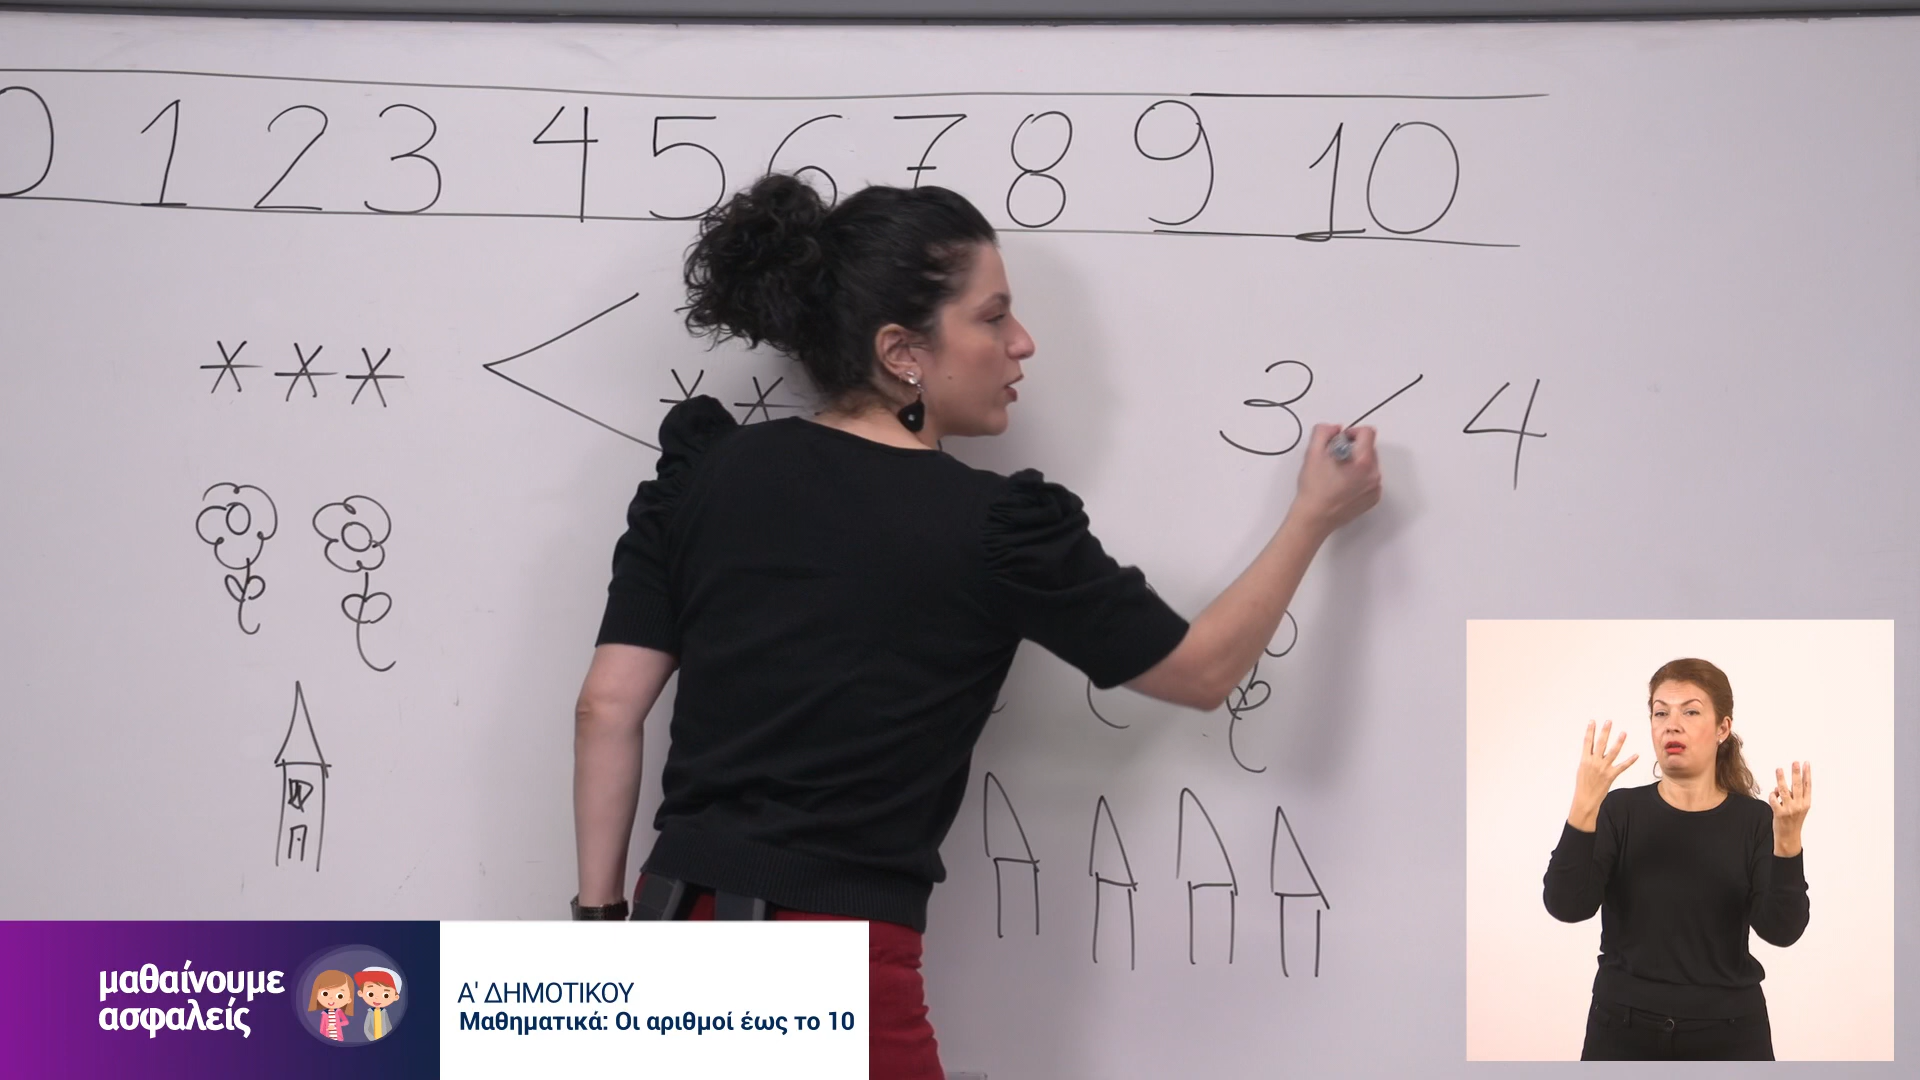 0 1 2 3 4 5 6 7 8 9 10
3 4
μαθαίνουμε
ασφαλείς
Α' ΔΗΜΟΤΙΚΟΥ
Μαθηματικά: Οι αριθμοί έως το 10